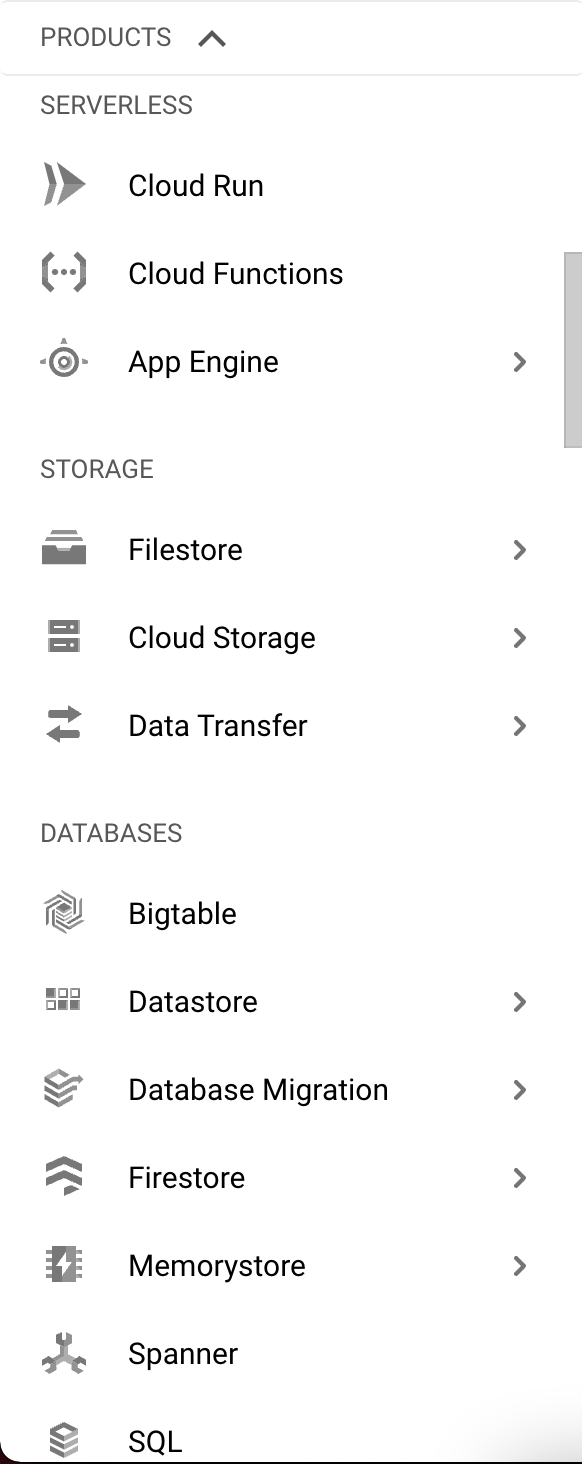 PRODUCTS
SERVERLESS
Cloud Run
Cloud Functions
App Engine
STORAGE
Filestore
Cloud Storage
Data Transfer
DATABASES
Bigtable
Datastore
Database Migration
Firestore
Memorystore
Spanner
SQL